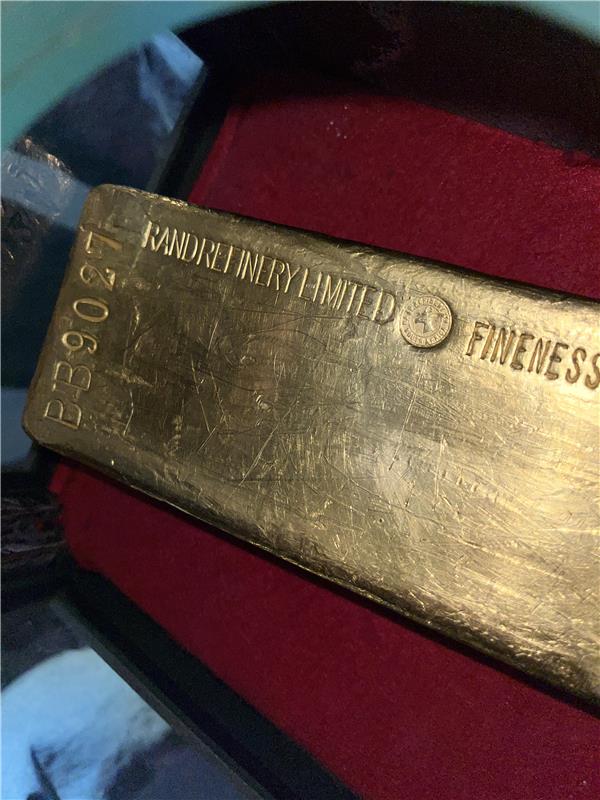 RAND REFINERY LIMITED
FINENESS
BB9027